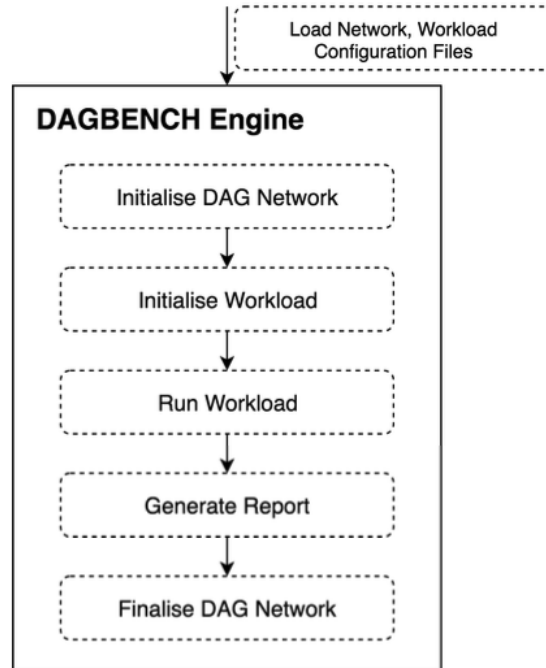 Load Network, Workload
Configuration Files
DAGBENCH Engine
Initialise DAG Network
Initialise Workload
Run Workload
Generate Report
Finalise DAG Network